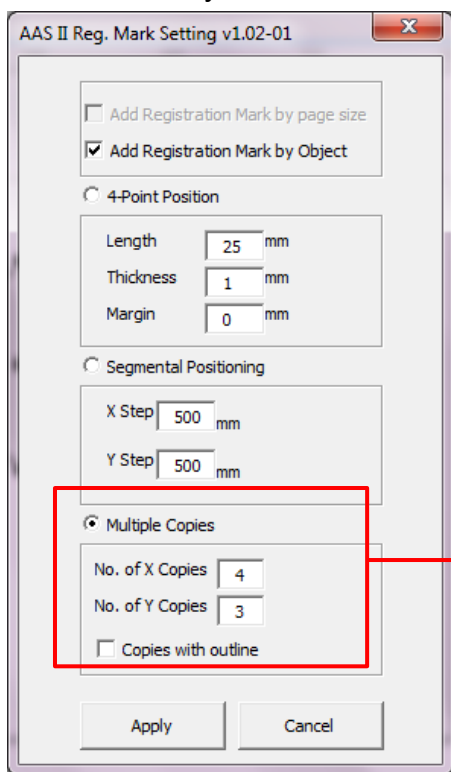 AAS II Reg. Mark Setting v1.02-01
Add Registration Mark by page size
Add Registration Mark by Object
4-Point Position
Length 25 mm
Thickness 1 mm
Margin 0 mm
Segmental Positioning
X Step 500 mm
Y Step 500 mm
Multiple Copies
No. of X Copies 4
No. of Y Copies 3
Copies with outline
Apply Cancel